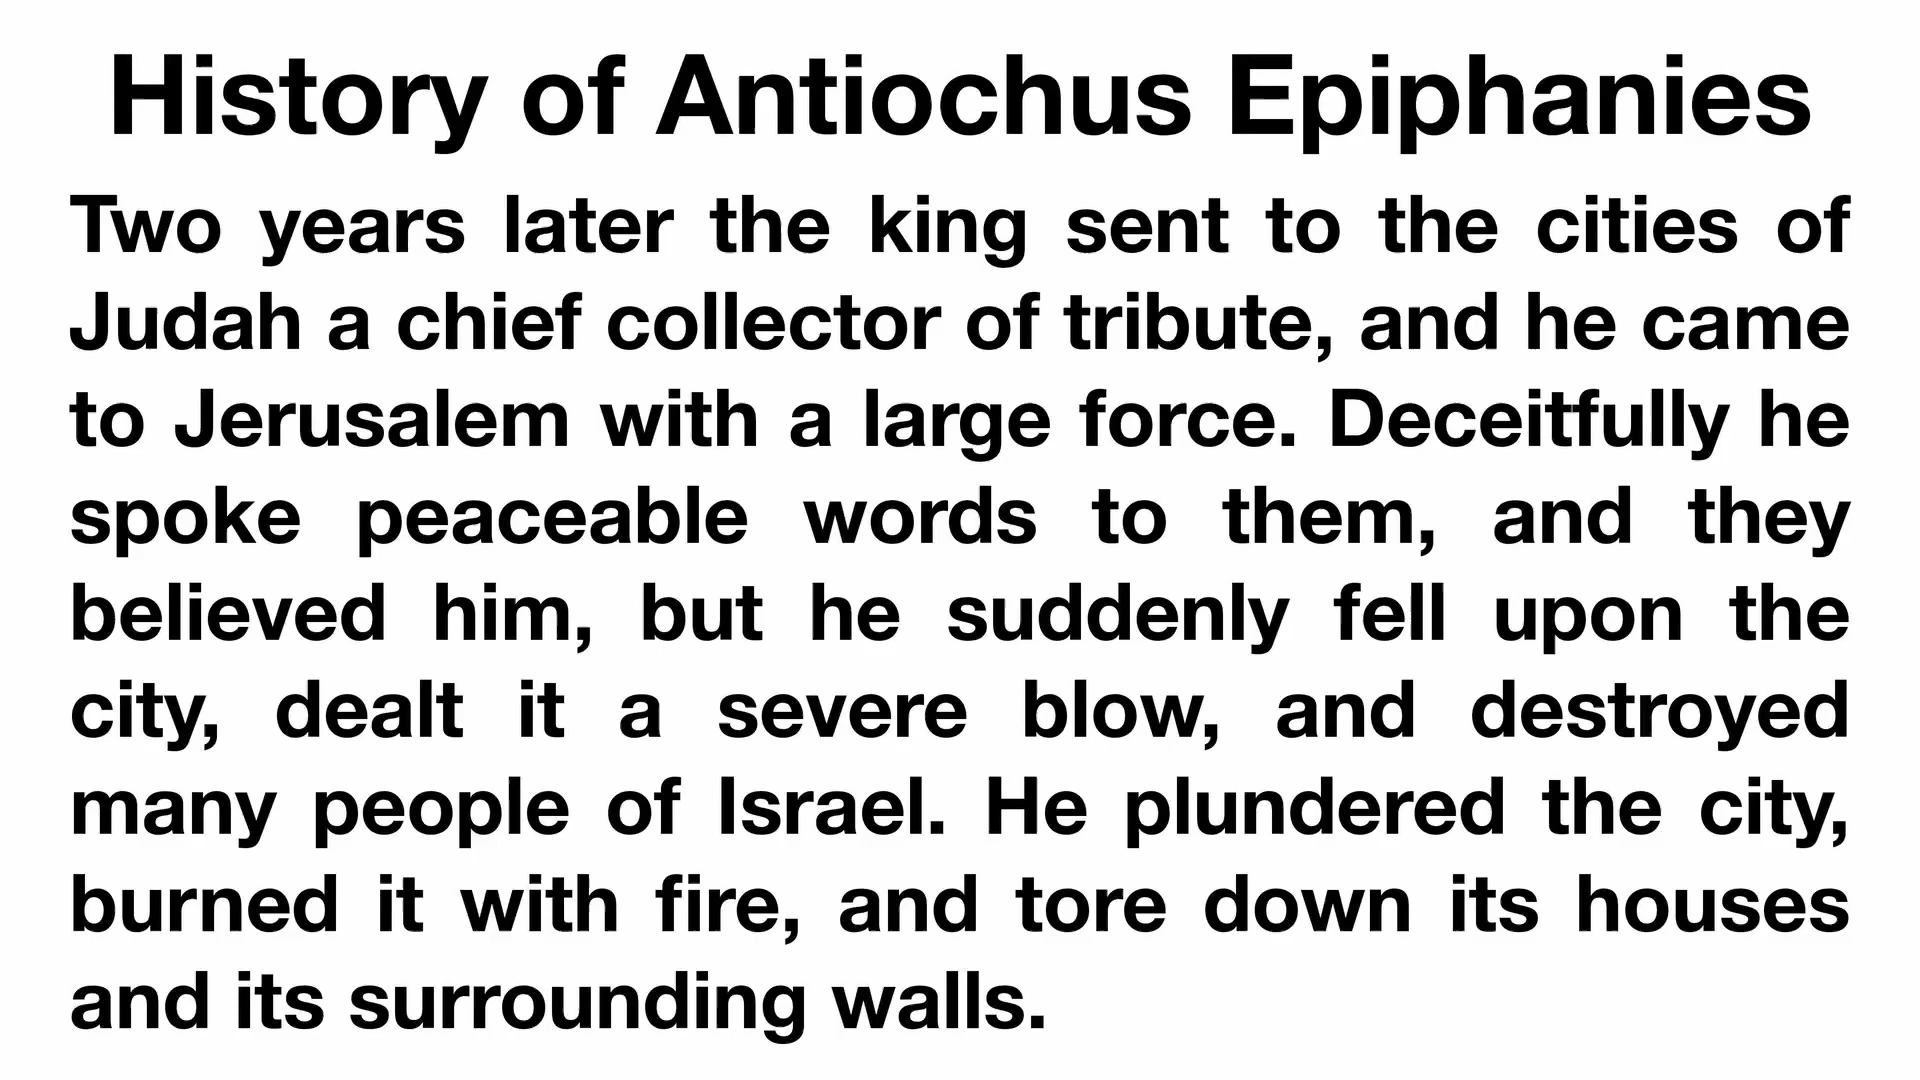 History of Antiochus Epiphanies
Two years later the king sent to the cities of
Judah a chief collector of tribute, and he came
to Jerusalem with a large force. Deceitfully he
spoke peaceable words to them, and they
believed him, but he suddenly fell upon the
city, dealt it a severe blow, and destroyed
many people of Israel. He plundered the city,
burned it with fire, and tore down its houses
and its surrounding walls.